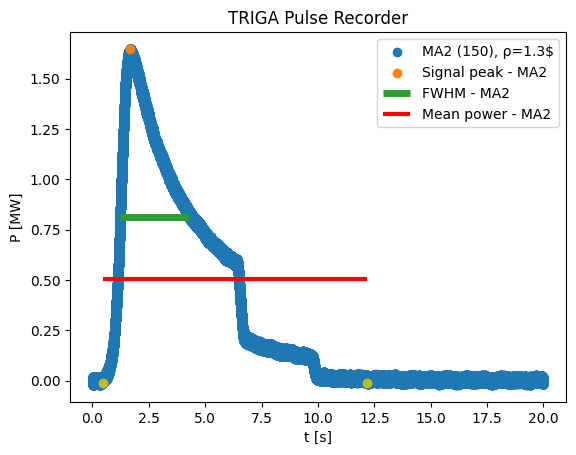 TRIGA Pulse Recorder
MA2 (150), ρ=1.3$
Signal peak - MA2
FWHM - MA2
Mean power - MA2
P [MW]
1.50
1.25
1.00
0.75
0.50
0.25
0.00
0.0 2.5 5.0 7.5 10.0 12.5 15.0 17.5 20.0
t [s]